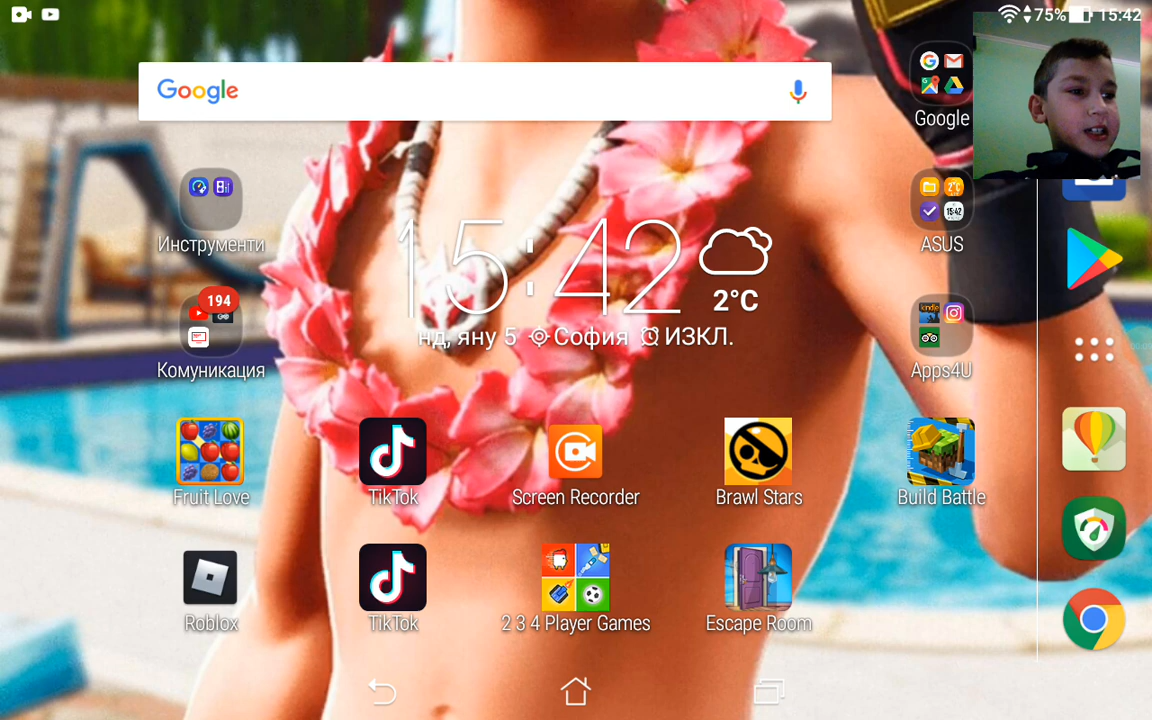 75% 15:42
Google
Google
Инструменти
ASUS
15:42
2°C
нд, яну 5 София ИЗКЛ.
194
Комуникация
kindle
Apps4U
Fruit Love
TikTok
Screen Recorder
Brawl Stars
Build Battle
Roblox
TikTok
2 3 4 Player Games
Escape Room